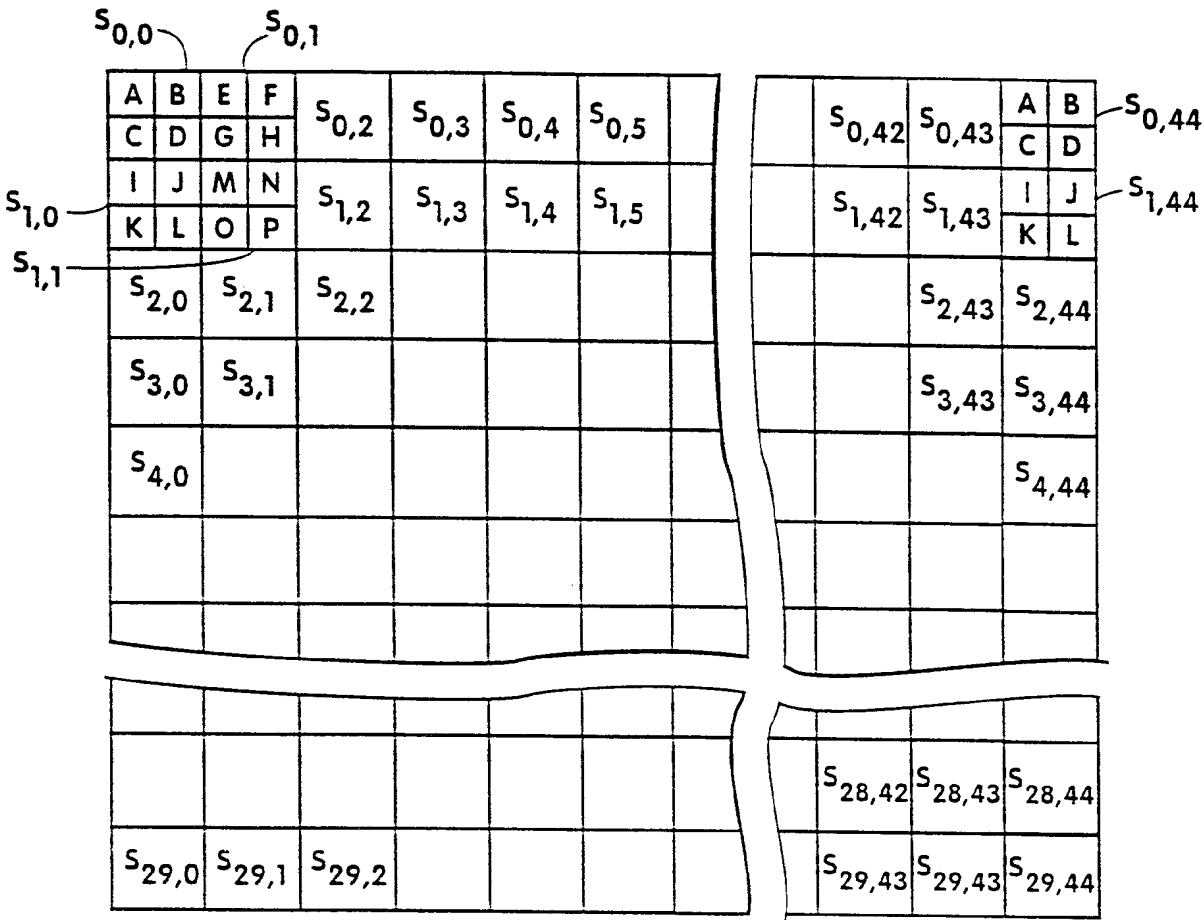 S0,0 S0,1
A B E F S0,2 S0,3 S0,4 S0,5 S0,42 S0,43 A B S0,44
C D G H C D
I J M N S1,2 S1,3 S1,4 S1,5 S1,42 S1,43 I J S1,44
S1,0 K L O P K L
S1,1
S2,0 S2,1 S2,2 S2,43 S2,44
S3,0 S3,1 S3,43 S3,44
S4,0 S4,44
S28,42 S28,43 S28,44
S29,0 S29,1 S29,2 S29,43 S29,43 S29,44